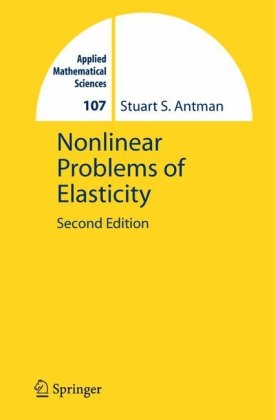 Applied
Mathematical
Sciences
107 Stuart S. Antman
Nonlinear
Problems of
Elasticity
Second Edition
Springer